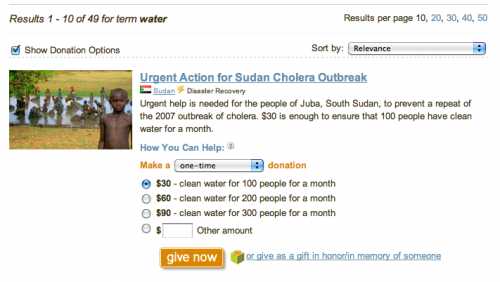 Results 1 - 10 of 49 for term water
Results per page 10, 20, 30, 40, 50
Show Donation Options
Sort by: Relevance
Urgent Action for Sudan Cholera Outbreak
Sudan Disaster Recovery
Urgent help is needed for the people of Juba, South Sudan, to prevent a repeat of
the 2007 outbreak of cholera. $30 is enough to ensure that 100 people have clean
water for a month.
How You Can Help: ?
Make a one-time donation
$30 - clean water for 100 people for a month
$60 - clean water for 200 people for a month
$90 - clean water for 300 people for a month
$ Other amount
give now
or give as a gift in honor/in memory of someone